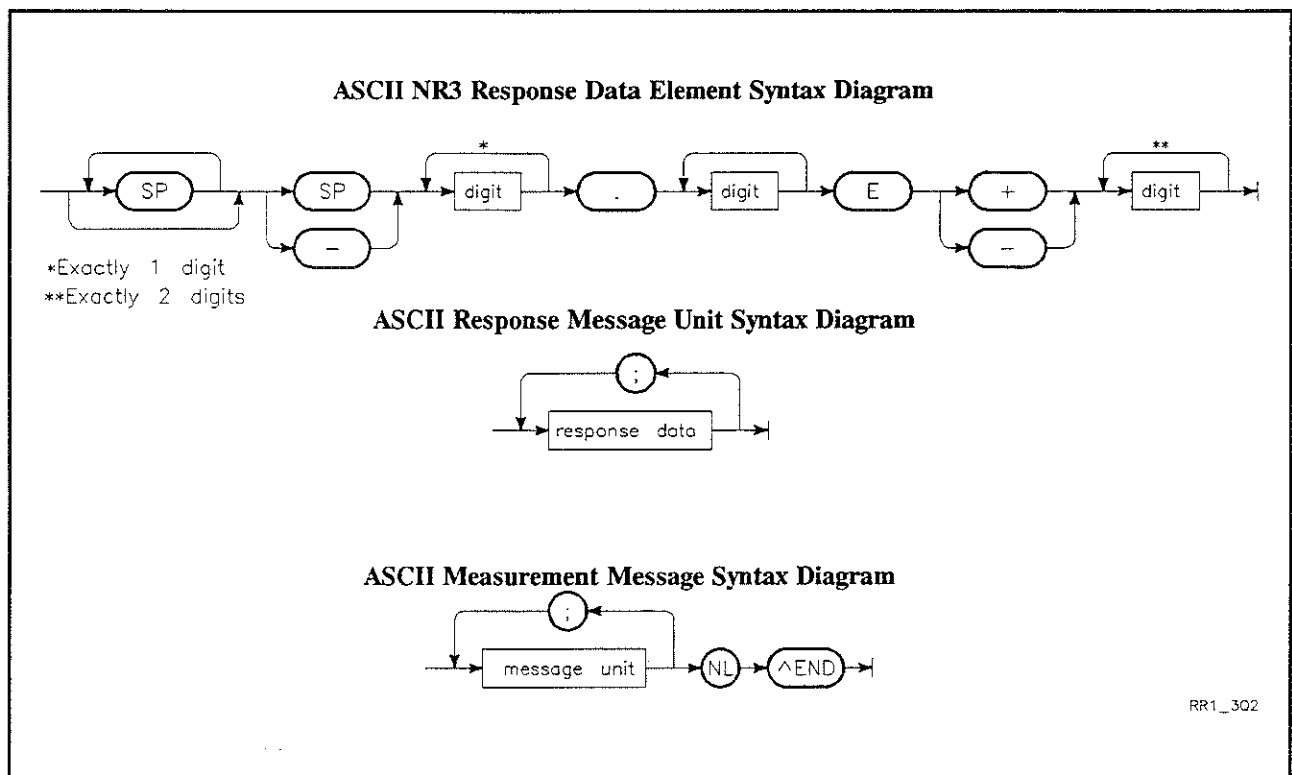 ASCII NR3 Response Data Element Syntax Diagram
* **
SP SP digit . digit E + digit
- -
*Exactly 1 digit
**Exactly 2 digits
ASCII Response Message Unit Syntax Diagram
;
response data
ASCII Measurement Message Syntax Diagram
;
message unit NL ^END
RR1_3Q2